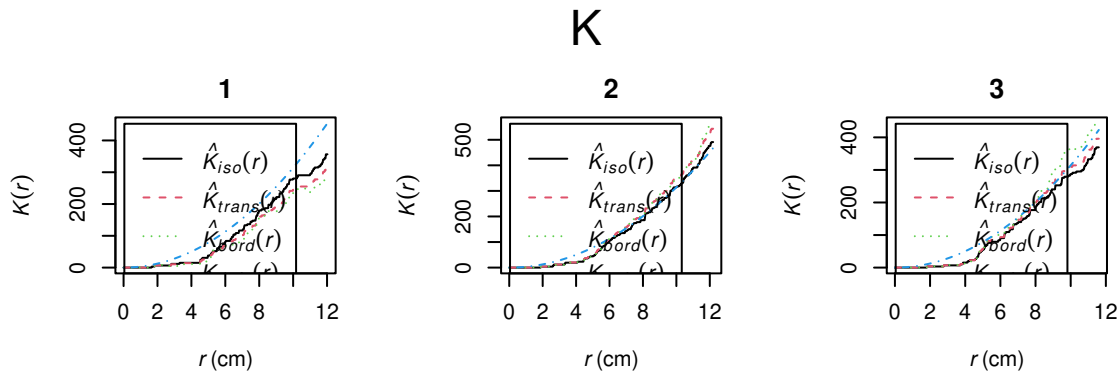 K
1
K(r)
0 200 400
K̂iso(r)
K̂trans(r)
K̂bord(r)
0 2 4 6 8 12
r (cm)
2
K(r)
0 200 500
K̂iso(r)
K̂trans(r)
K̂bord(r)
0 2 4 6 8 12
r (cm)
3
K(r)
0 200 400
K̂iso(r)
K̂trans(r)
K̂bord(r)
0 2 4 6 8 12
r (cm)